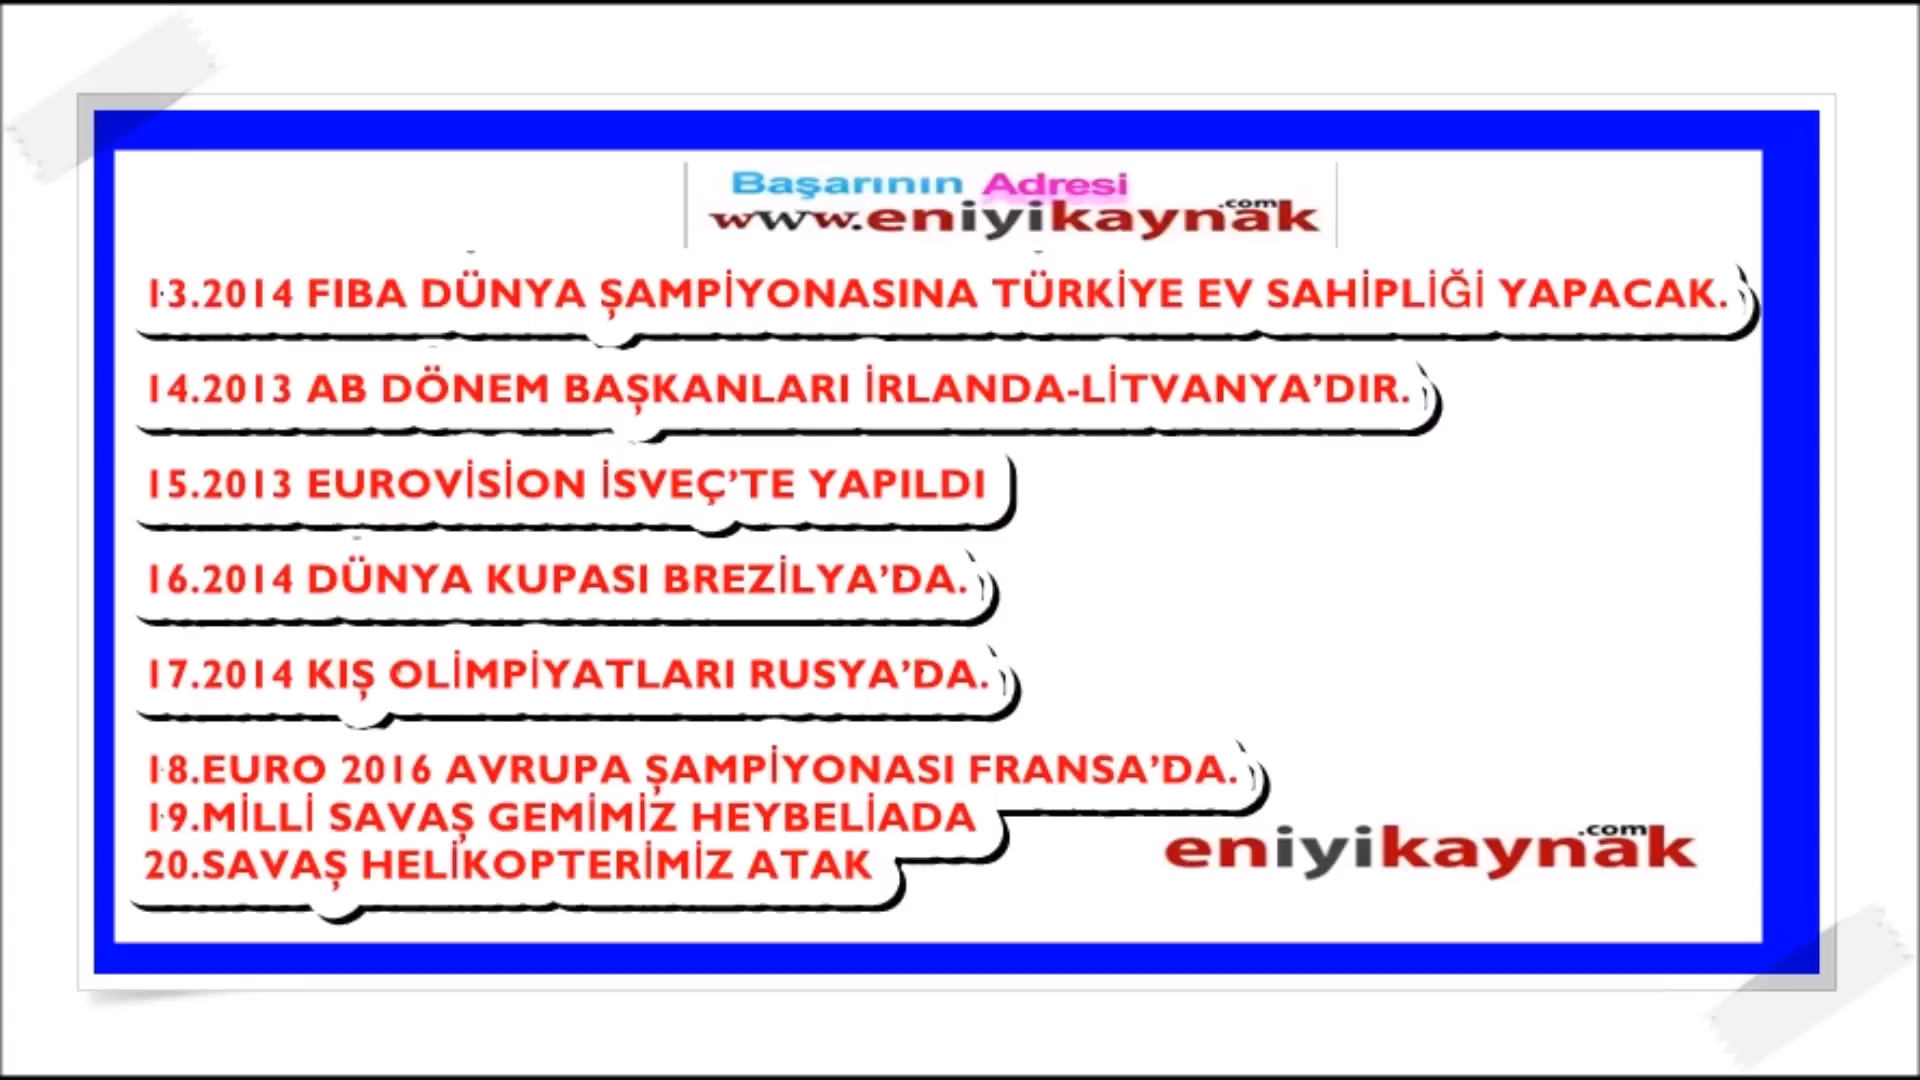 Başarının Adresi
www.eniyikaynak.com
13.2014 FIBA DÜNYA ŞAMPİYONASINA TÜRKİYE EV SAHİPLİĞİ YAPACAK.
14.2013 AB DÖNEM BAŞKANLARI İRLANDA-LİTVANYA’DIR.
15.2013 EUROVİSİON İSVEÇ’TE YAPILDI
16.2014 DÜNYA KUPASI BREZİLYA’DA.
17.2014 KIŞ OLİMPİYATLARI RUSYA’DA.
18.EURO 2016 AVRUPA ŞAMPİYONASI FRANSA’DA.
19.MİLLİ SAVAŞ GEMİMİZ HEYBELİADA
20.SAVAŞ HELİKOPTERİMİZ ATAK
eniyikaynak.com